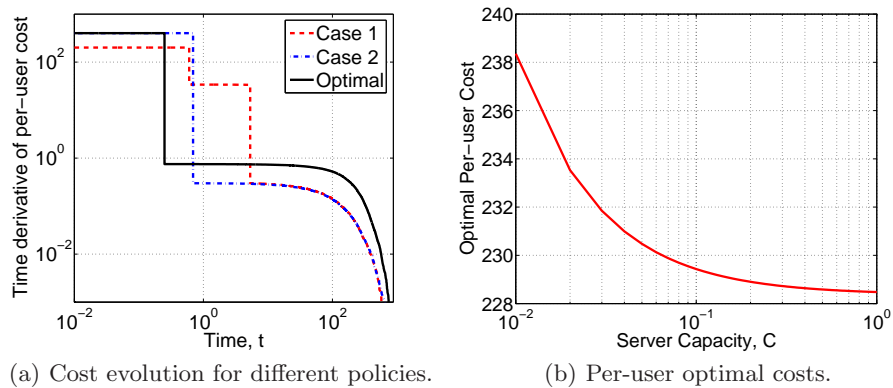 Time derivative of per-user cost
10^2
10^0
10^-2
10^-2 10^0 10^2
Time, t
Case 1
Case 2
Optimal
(a) Cost evolution for different policies.
Optimal Per-user Cost
240
238
236
234
232
230
228
10^-2 10^-1 10^0
Server Capacity, C
(b) Per-user optimal costs.